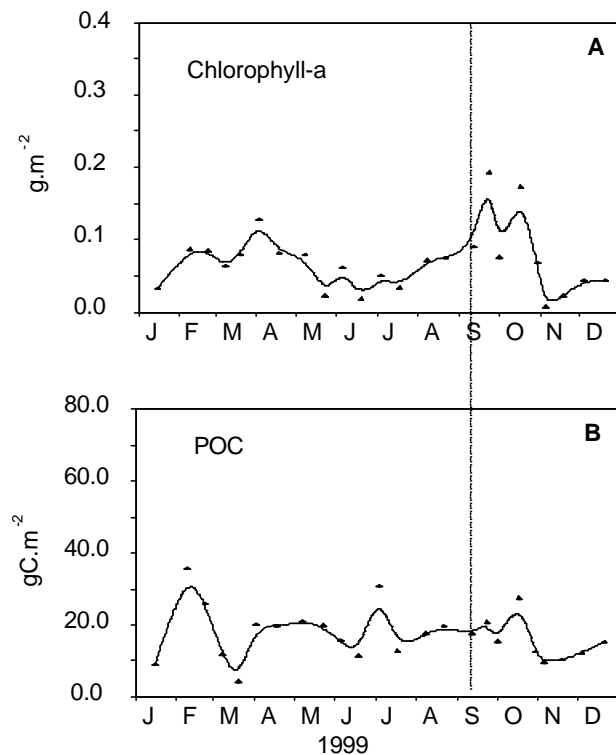 A
Chlorophyll-a
g.m-2
0.4
0.3
0.2
0.1
0.0
J F M A M J J A S O N D
B
POC
gC.m-2
80.0
60.0
40.0
20.0
0.0
J F M A M J J A S O N D
1999